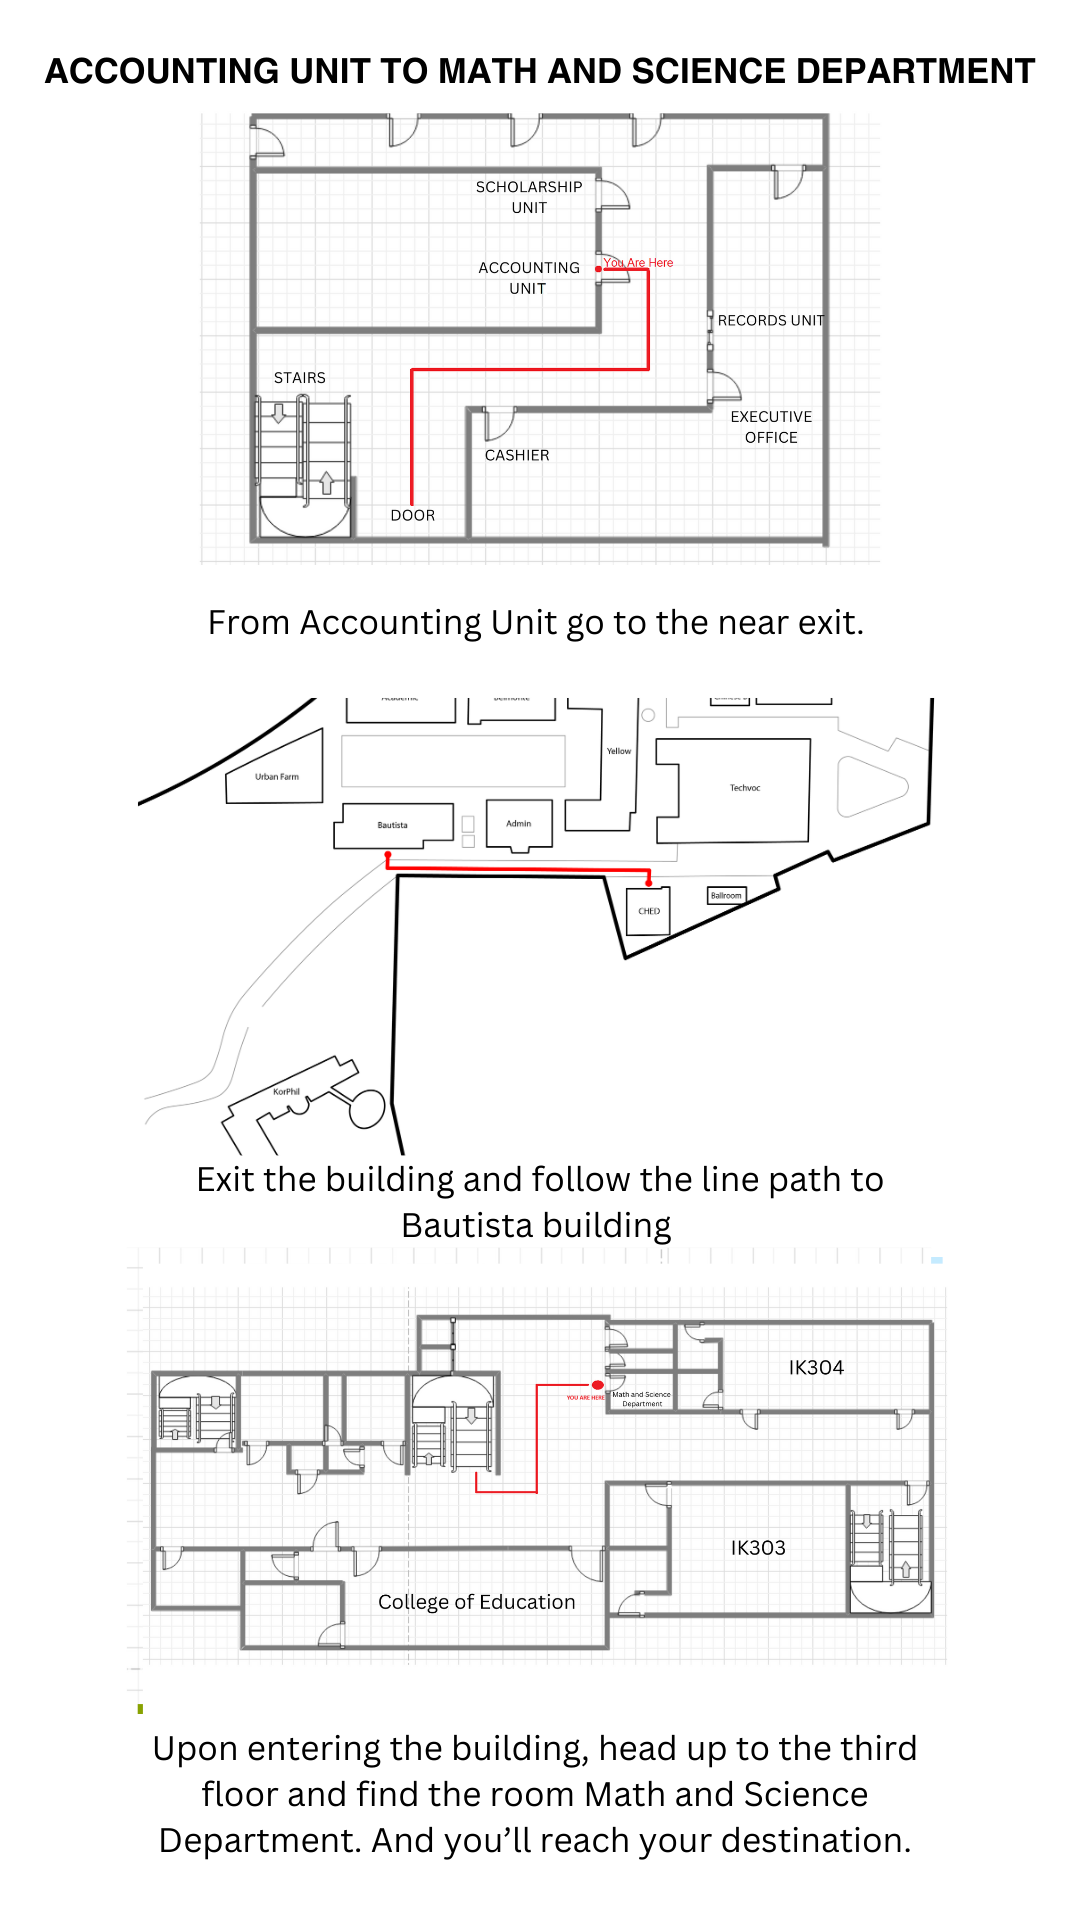 ACCOUNTING UNIT TO MATH AND SCIENCE DEPARTMENT
SCHOLARSHIP
UNIT
You Are Here
ACCOUNTING
UNIT
RECORDS UNIT
STAIRS
EXECUTIVE
OFFICE
CASHIER
DOOR
From Accounting Unit go to the near exit.
Yellow
Urban Farm
Techvoc
Bautista
Admin
Ballroom
CHED
KorPhil
Exit the building and follow the line path to
Bautista building
IK304
YOU ARE HERE
Math and Science
Department
IK303
College of Education
Upon entering the building, head up to the third
floor and find the room Math and Science
Department. And you’ll reach your destination.